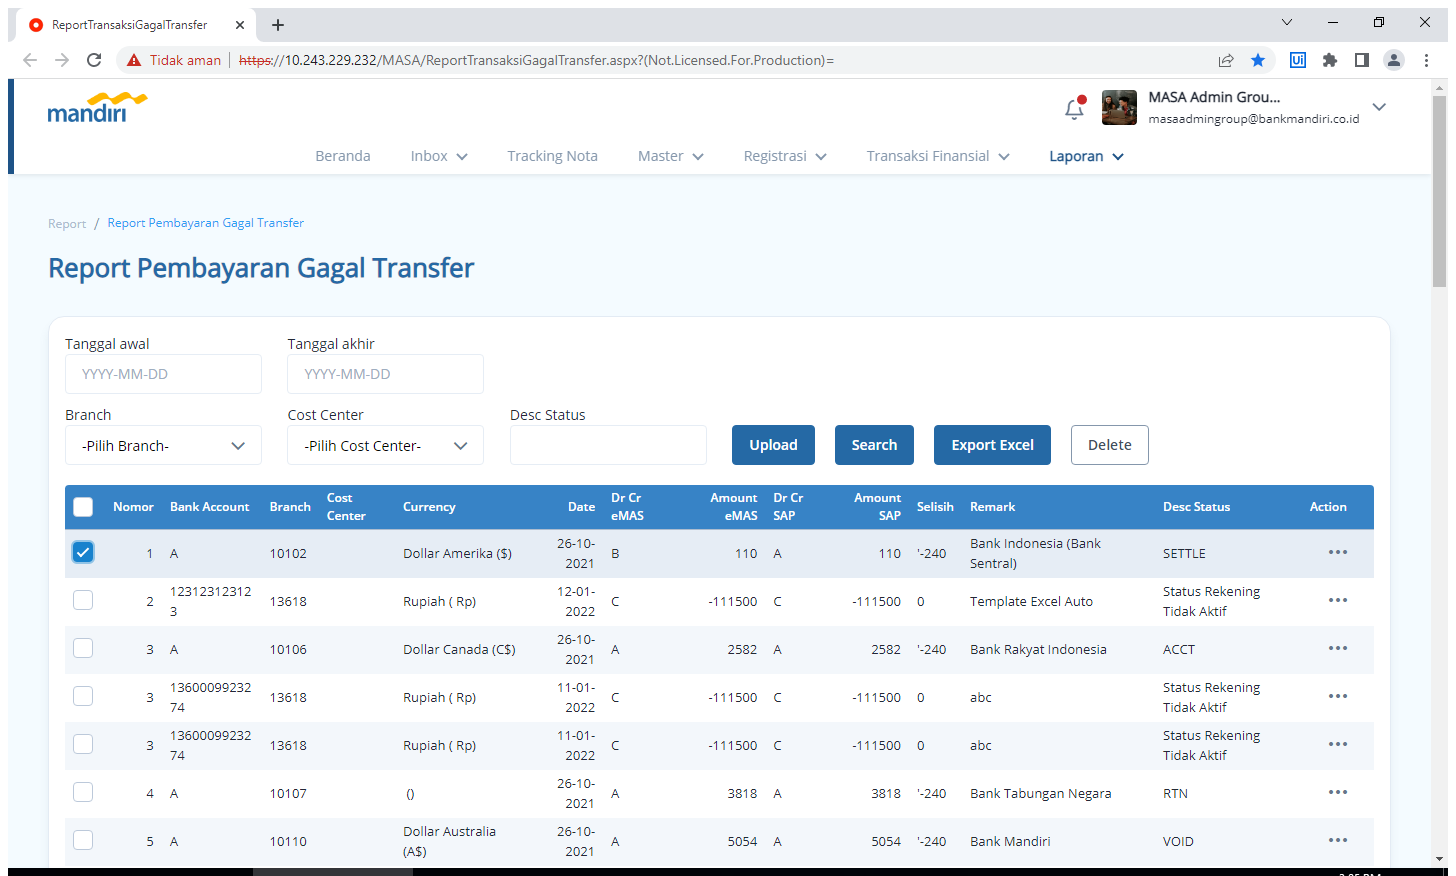 ReportTransaksiGagalTransfer
Tidak aman
https://10.243.229.232/MASA/ReportTransaksiGagalTransfer.aspx?(Not.Licensed.For.Production)=
mandiri
MASA Admin Grou...
masaadmingroup@bankmandiri.co.id
Beranda Inbox Tracking Nota Master Registrasi Transaksi Finansial Laporan
Report / Report Pembayaran Gagal Transfer
Report Pembayaran Gagal Transfer
Tanggal awal Tanggal akhir
YYYY-MM-DD YYYY-MM-DD
Branch Cost Center Desc Status
-Pilih Branch- -Pilih Cost Center- Upload Search Export Excel Delete
Nomor Bank Account Branch Cost Center Currency Date Dr Cr eMAS Amount eMAS Dr Cr SAP Amount SAP Selisih Remark Desc Status Action
1 A 10102 Dollar Amerika ($) 26-10-2021 B 110 A 110 '-240 Bank Indonesia (Bank Sentral) SETTLE
2 123123123123 13618 Rupiah ( Rp) 12-01-2022 C -111500 C -111500 0 Template Excel Auto Status Rekening Tidak Aktif
3 A 10106 Dollar Canada (C$) 26-10-2021 A 2582 A 2582 '-240 Bank Rakyat Indonesia ACCT
3 1360009923274 13618 Rupiah ( Rp) 11-01-2022 C -111500 C -111500 0 abc Status Rekening Tidak Aktif
3 1360009923274 13618 Rupiah ( Rp) 11-01-2022 C -111500 C -111500 0 abc Status Rekening Tidak Aktif
4 A 10107 () 26-10-2021 A 3818 A 3818 '-240 Bank Tabungan Negara RTN
5 A 10110 Dollar Australia (A$) 26-10-2021 A 5054 A 5054 '-240 Bank Mandiri VOID